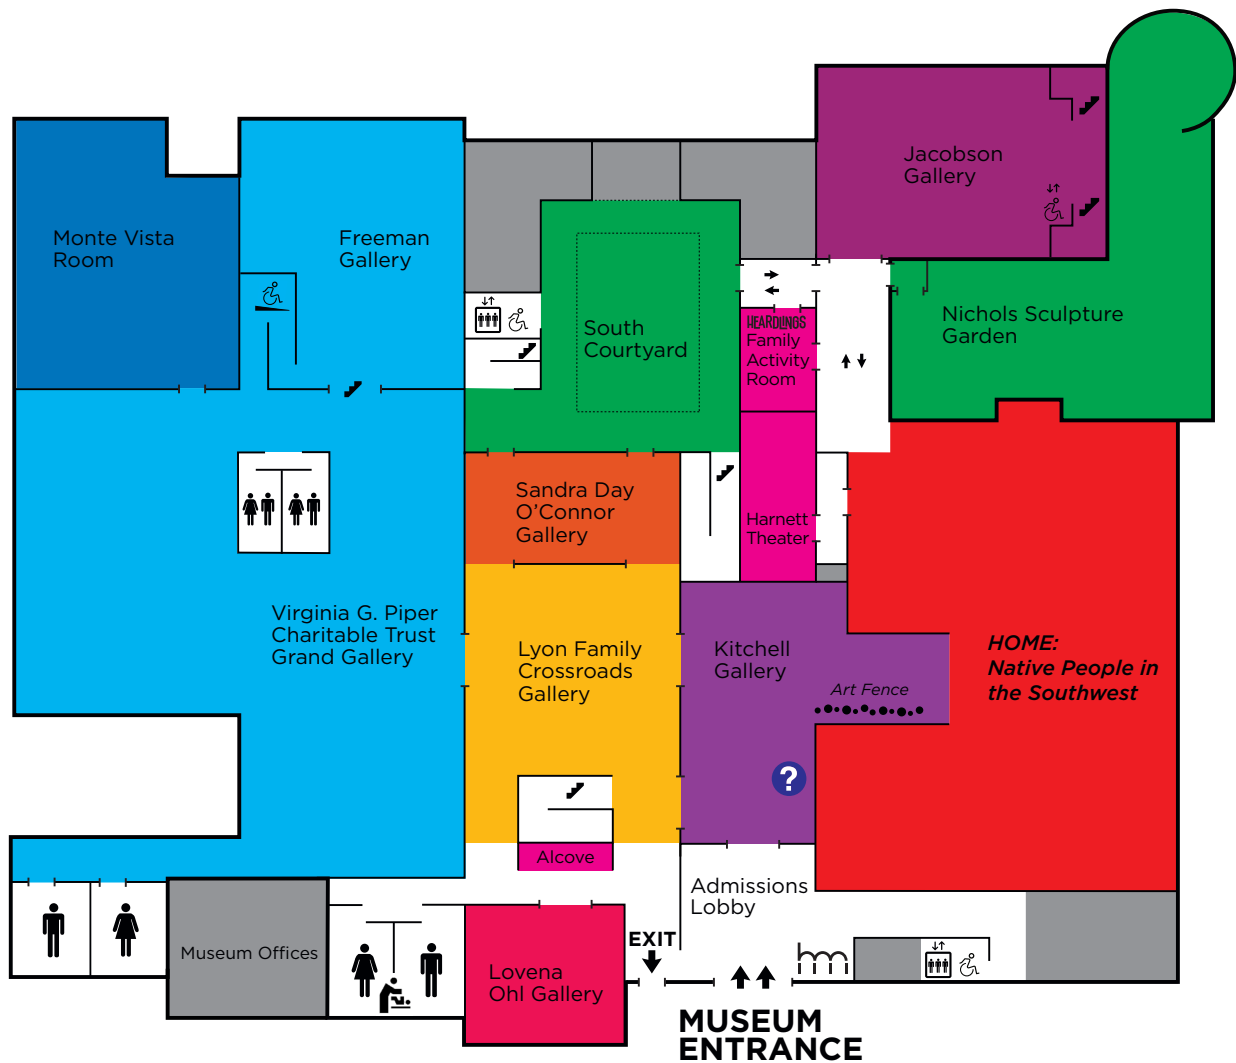 Jacobson
Gallery
Monte Vista
Room
Freeman
Gallery
South
Courtyard
HEARDLINGS
Family
Activity
Room
Nichols Sculpture
Garden
Sandra Day
O'Connor
Gallery
Harnett
Theater
Virginia G. Piper
Charitable Trust
Grand Gallery
Lyon Family
Crossroads
Gallery
Kitchell
Gallery
Art Fence
HOME:
Native People in
the Southwest
?
Alcove
Admissions
Lobby
Museum Offices
EXIT
Lovena
Ohl Gallery
MUSEUM
ENTRANCE